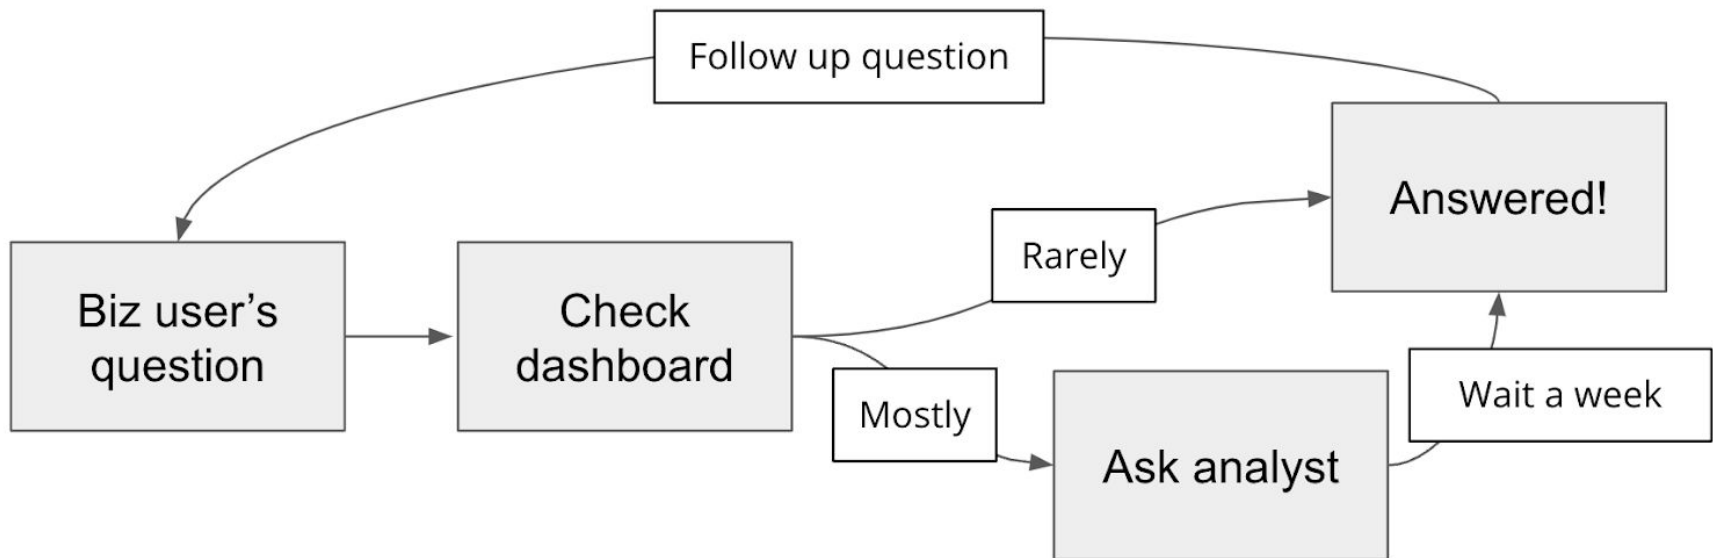 Follow up question
Answered!
Rarely
Biz user’s
question
Check
dashboard
Mostly
Wait a week
Ask analyst